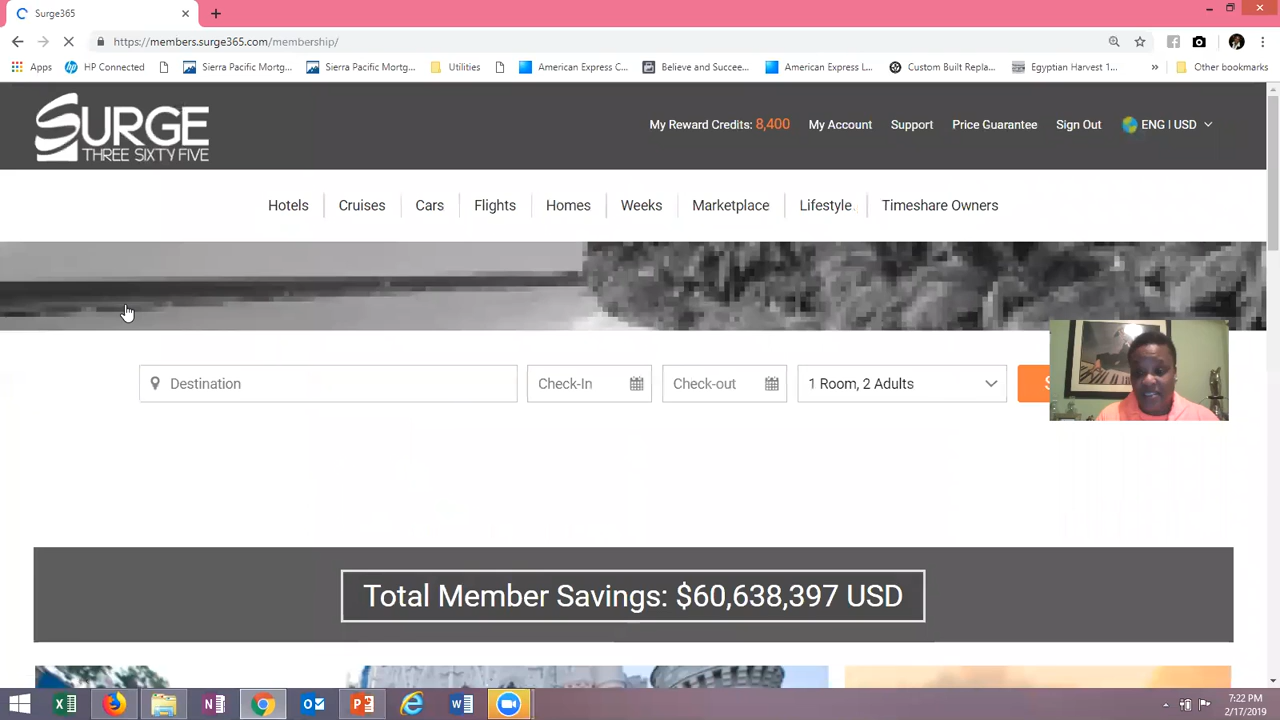 Surge365
https://members.surge365.com/membership/
Apps
HP Connected
Sierra Pacific Mortg...
Sierra Pacific Mortg...
Utilities
American Express C...
Believe and Succee...
American Express L...
Custom Built Repla...
Egyptian Harvest 1...
»
Other bookmarks
SURGE
THREE SIXTY FIVE
My Reward Credits: 8,400
My Account
Support
Price Guarantee
Sign Out
ENG | USD
Hotels
Cruises
Cars
Flights
Homes
Weeks
Marketplace
Lifestyle
Timeshare Owners
Destination
Check-In
Check-out
1 Room, 2 Adults
Total Member Savings: $60,638,397 USD
7:22 PM
2/17/2019